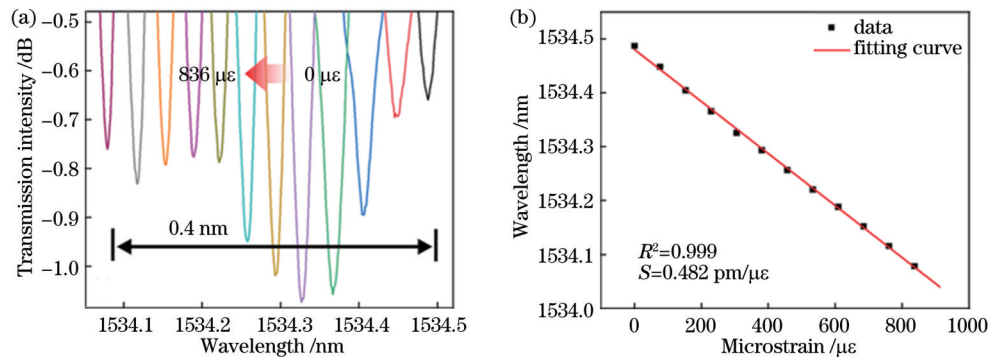 (a)
Transmission intensity /dB
-0.5
-0.6
-0.7
-0.8
-0.9
-1.0
836 με
0 με
0.4 nm
1534.1 1534.2 1534.3 1534.4 1534.5
Wavelength /nm
(b)
Wavelength /nm
1534.5
1534.4
1534.3
1534.2
1534.1
1534.0
data
fitting curve
R²=0.999
S=0.482 pm/με
0 200 400 600 800 1000
Microstrain /με